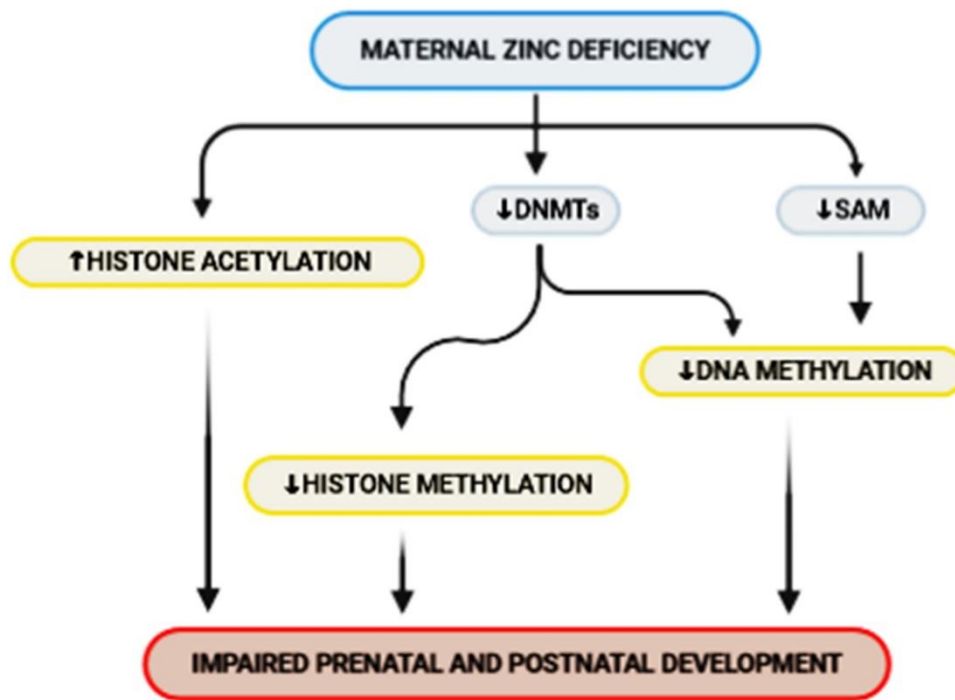 MATERNAL ZINC DEFICIENCY
↓DNMTs
↓SAM
↑HISTONE ACETYLATION
↓DNA METHYLATION
↓HISTONE METHYLATION
IMPAIRED PRENATAL AND POSTNATAL DEVELOPMENT